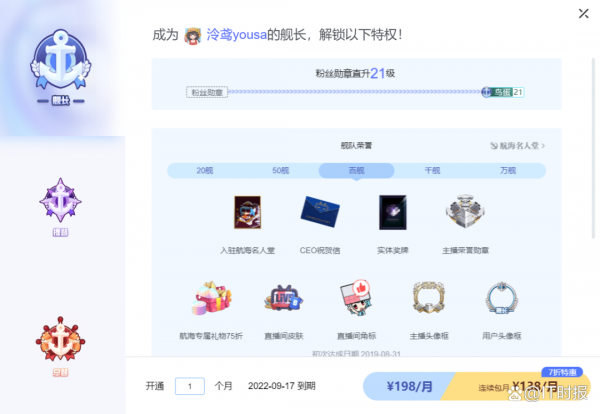 成为 泠鸢yousa的舰长，解锁以下特权！
粉丝勋章直升21级
粉丝勋章 鸟蛋 21
舰长
舰队荣誉 航海名人堂 >
20舰 50舰 百舰 千舰 万舰
入驻航海名人堂 CEO祝贺信 实体奖牌 主播荣誉勋章
提督
LIVE
航海专属礼物75折 直播间皮肤 直播间角标 主播头像框 用户头像框
初次达成日期 2019-08-31
总督
7折特惠
开通 1 个月 2022-09-17 到期 ¥198/月 连续包月 ¥138/月
IT时报